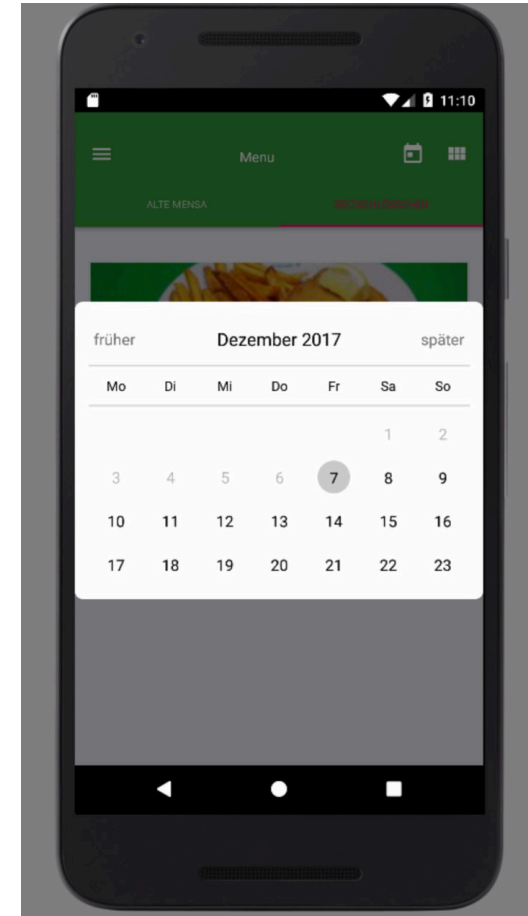 11:10
Menu
ALTE MENSA
früher Dezember 2017 später
Mo Di Mi Do Fr Sa So
1 2
3 4 5 6 7 8 9
10 11 12 13 14 15 16
17 18 19 20 21 22 23